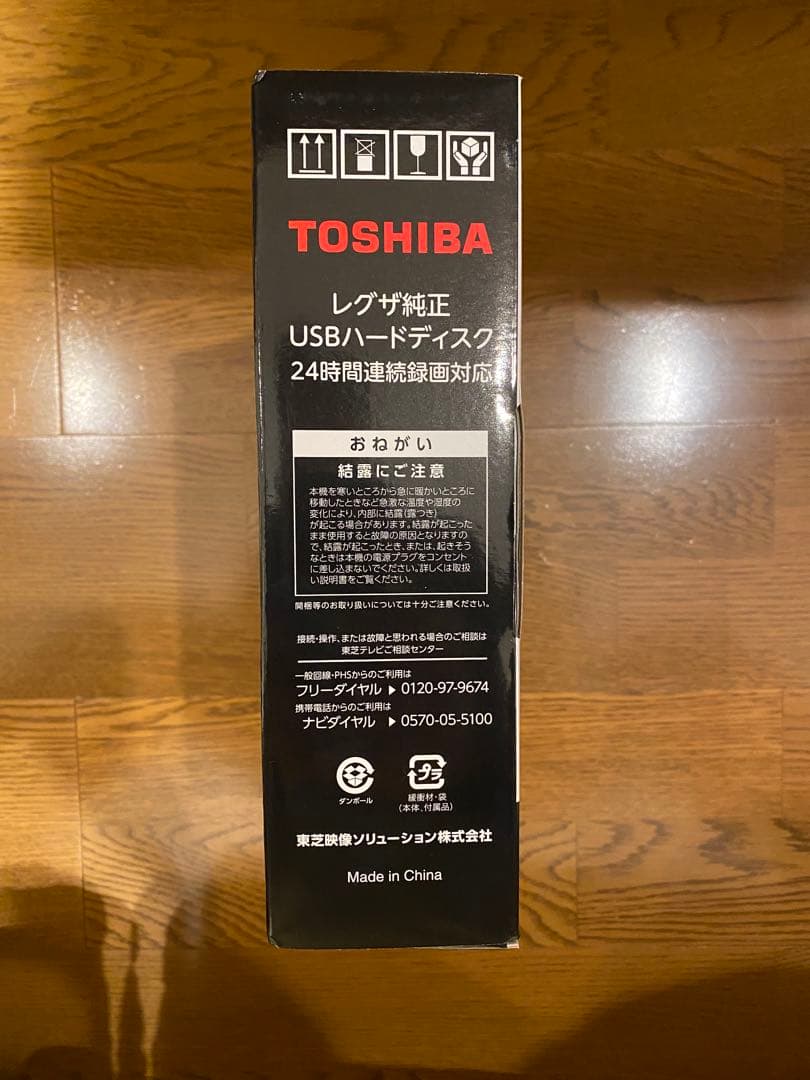 TOSHIBA
レグザ純正
USBハードディスク
24時間連続録画対応
おねがい
結露にご注意
本機を寒いところから急に暖かいところに
移動したときなど急激な温度や湿度の
変化により、内部に結露(露つき)
が起こる場合があります。結露が起こった
まま使用すると故障の原因となりますの
で、結露が起こったとき、または、起きそう
なときは本機の電源プラグをコンセント
に差し込まないでください。詳しくは取扱
い説明書をご覧ください。
開梱等のお取り扱いについては十分ご注意ください。
接続・操作、または故障と思われる場合のご相談は
東芝テレビご相談センター
一般回線・PHSからのご利用は
フリーダイヤル ▶ 0120-97-9674
携帯電話からのご利用は
ナビダイヤル ▶ 0570-05-5100
プラ
ダンボール
緩衝材・袋
(本体、付属品)
東芝映像ソリューション株式会社
Made in China